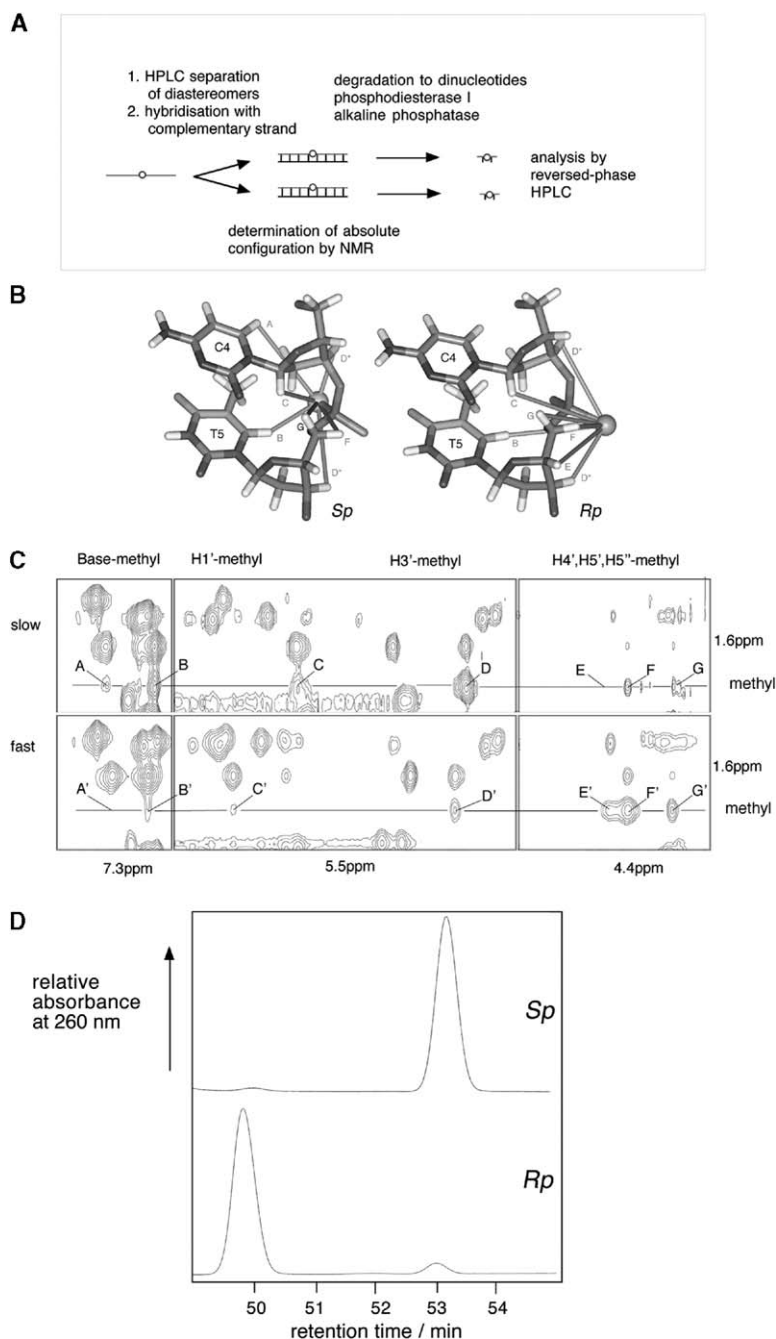 A
1. HPLC separation
of diastereomers
2. hybridisation with
complementary strand
degradation to dinucleotides
phosphodiesterase I
alkaline phosphatase
analysis by
reversed-phase
HPLC
determination of absolute
configuration by NMR
B
C4
A
D"
C
G
F
T5
B
D"
Sp
C4
D"
C
G
F
T5
B
E
D"
Rp
C
Base-methyl H1'-methyl H3'-methyl H4',H5',H5"-methyl
slow
1.6ppm
A B C D E F G
methyl
fast
1.6ppm
A' B' C' D' E' F' G'
methyl
7.3ppm 5.5ppm 4.4ppm
D
relative
absorbance
at 260 nm
Sp
Rp
50 51 52 53 54
retention time / min